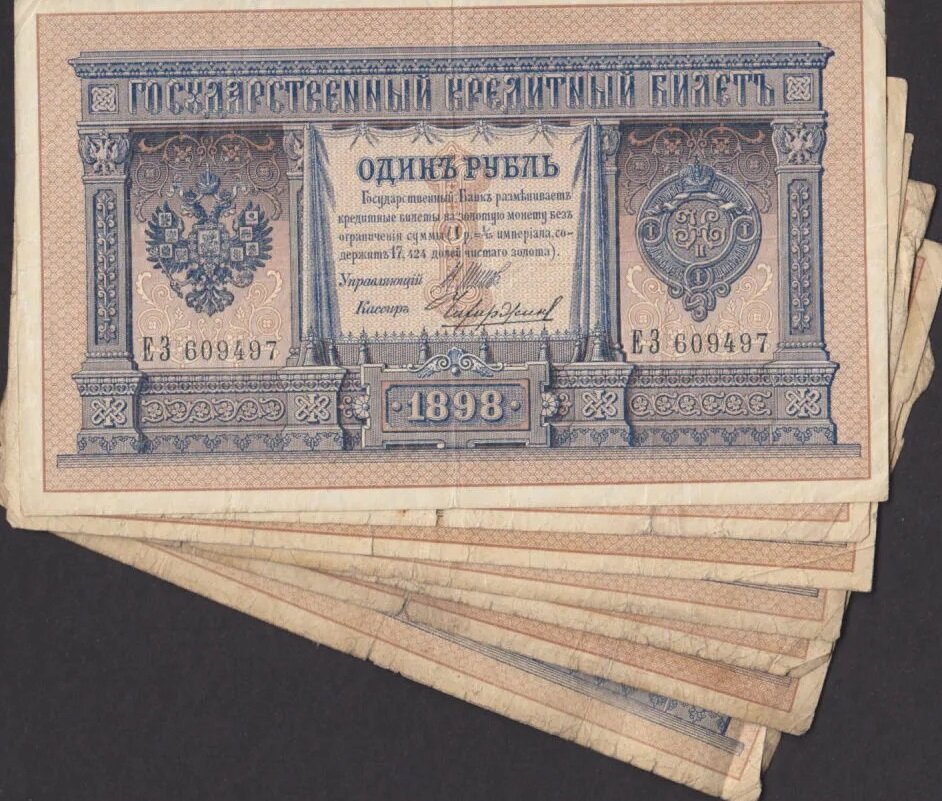 ГОСУДАРСТВЕННЫЙ КРЕДИТНЫЙ БИЛЕТЪ
ОДИНЪ РУБЛЬ
Государственный Банкъ размѣниваетъ
кредитные билеты на золотую монету безъ
ограниченія суммы (1 р.= 1/15 имперіала, со-
держитъ 17,424 долей чистаго золота).
Управляющій
Кассиръ
ЕЗ 609497
ЕЗ 609497
1898